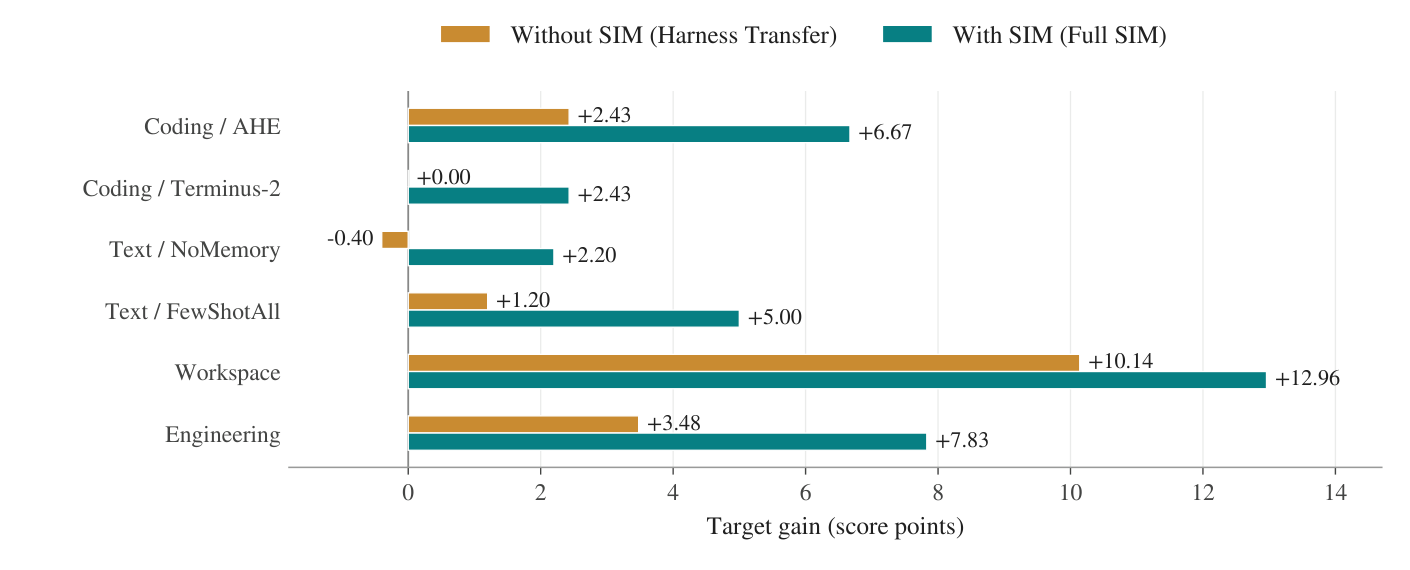 Without SIM (Harness Transfer) With SIM (Full SIM)
Coding / AHE +2.43 +6.67
Coding / Terminus-2 +0.00 +2.43
Text / NoMemory -0.40 +2.20
Text / FewShotAll +1.20 +5.00
Workspace +10.14 +12.96
Engineering +3.48 +7.83
0 2 4 6 8 10 12 14
Target gain (score points)